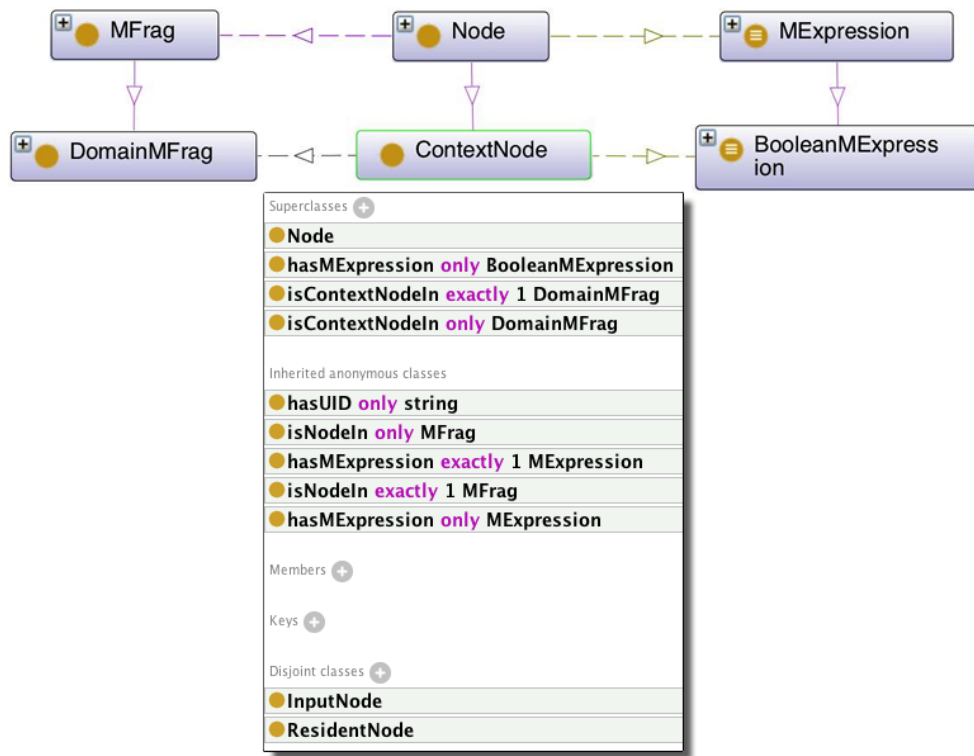 MFrag
Node
MExpression
DomainMFrag
ContextNode
BooleanMExpress
ion
Superclasses
Node
hasMExpression only BooleanMExpression
isContextNodeIn exactly 1 DomainMFrag
isContextNodeIn only DomainMFrag
Inherited anonymous classes
hasUID only string
isNodeIn only MFrag
hasMExpression exactly 1 MExpression
isNodeIn exactly 1 MFrag
hasMExpression only MExpression
Members
Keys
Disjoint classes
InputNode
ResidentNode